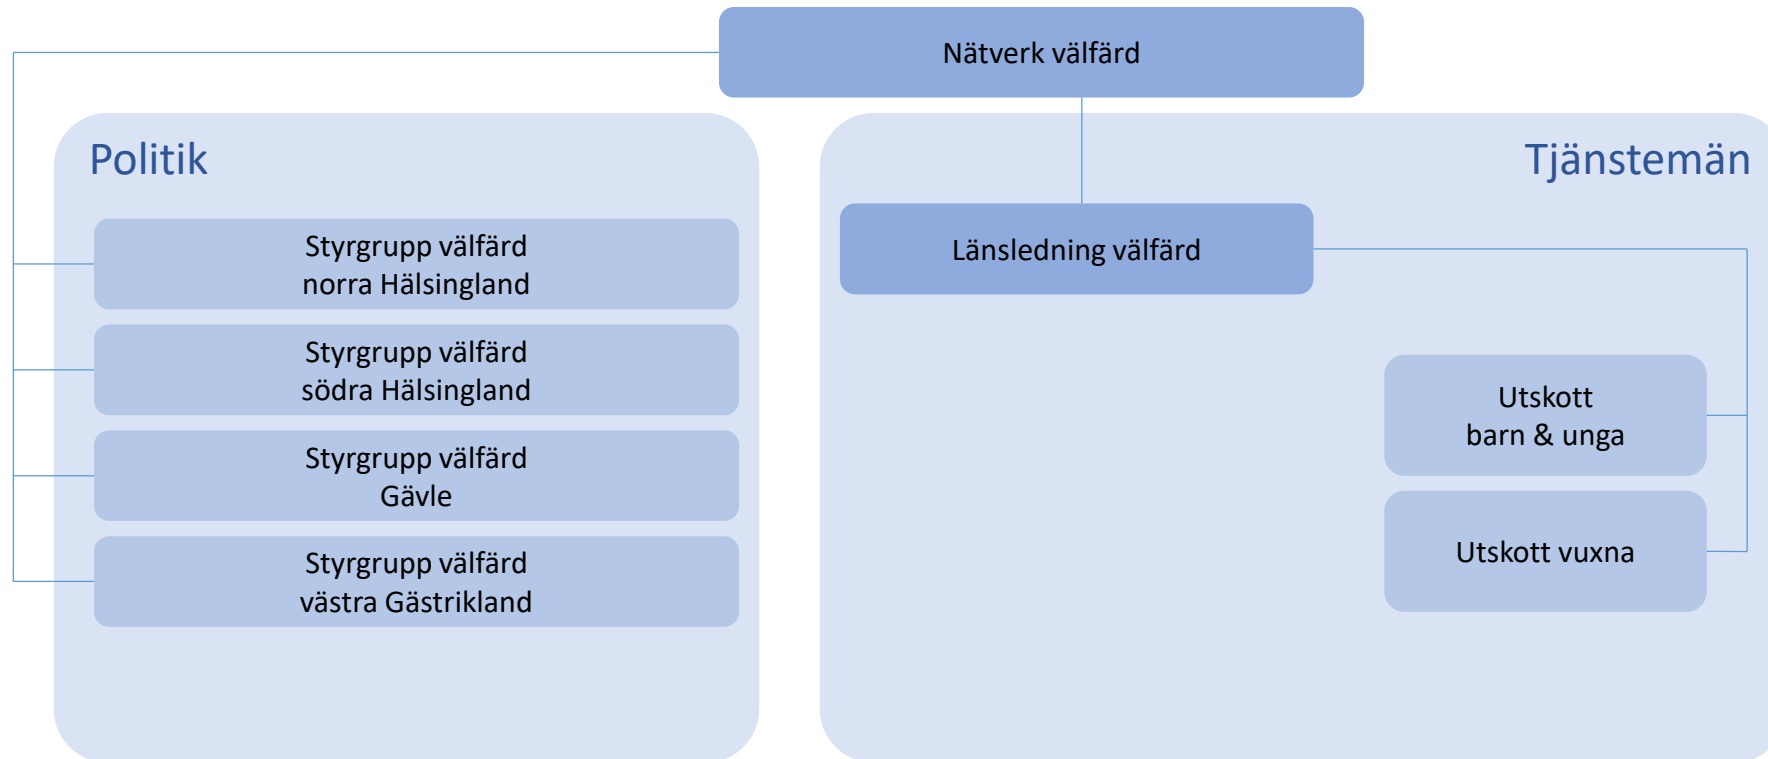 Nätverk välfärd
Politik
Styrgrupp välfärd
norra Hälsingland
Styrgrupp välfärd
södra Hälsingland
Styrgrupp välfärd
Gävle
Styrgrupp välfärd
västra Gästrikland
Tjänstemän
Länsledning välfärd
Utskott
barn & unga
Utskott vuxna